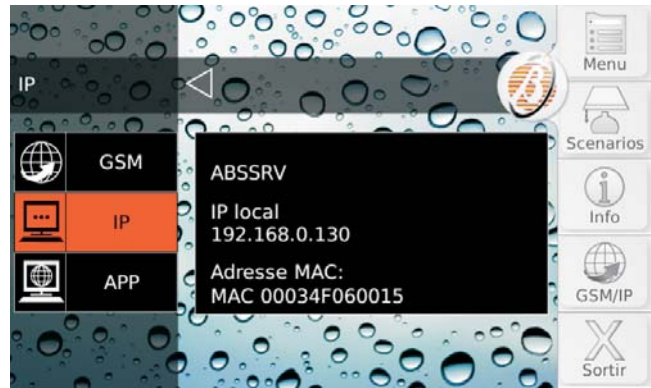 IP
GSM
IP
APP
ABSSRV
IP local
192.168.0.130
Adresse MAC:
MAC 00034F060015
Menu
Scenarios
Info
GSM/IP
Sortir